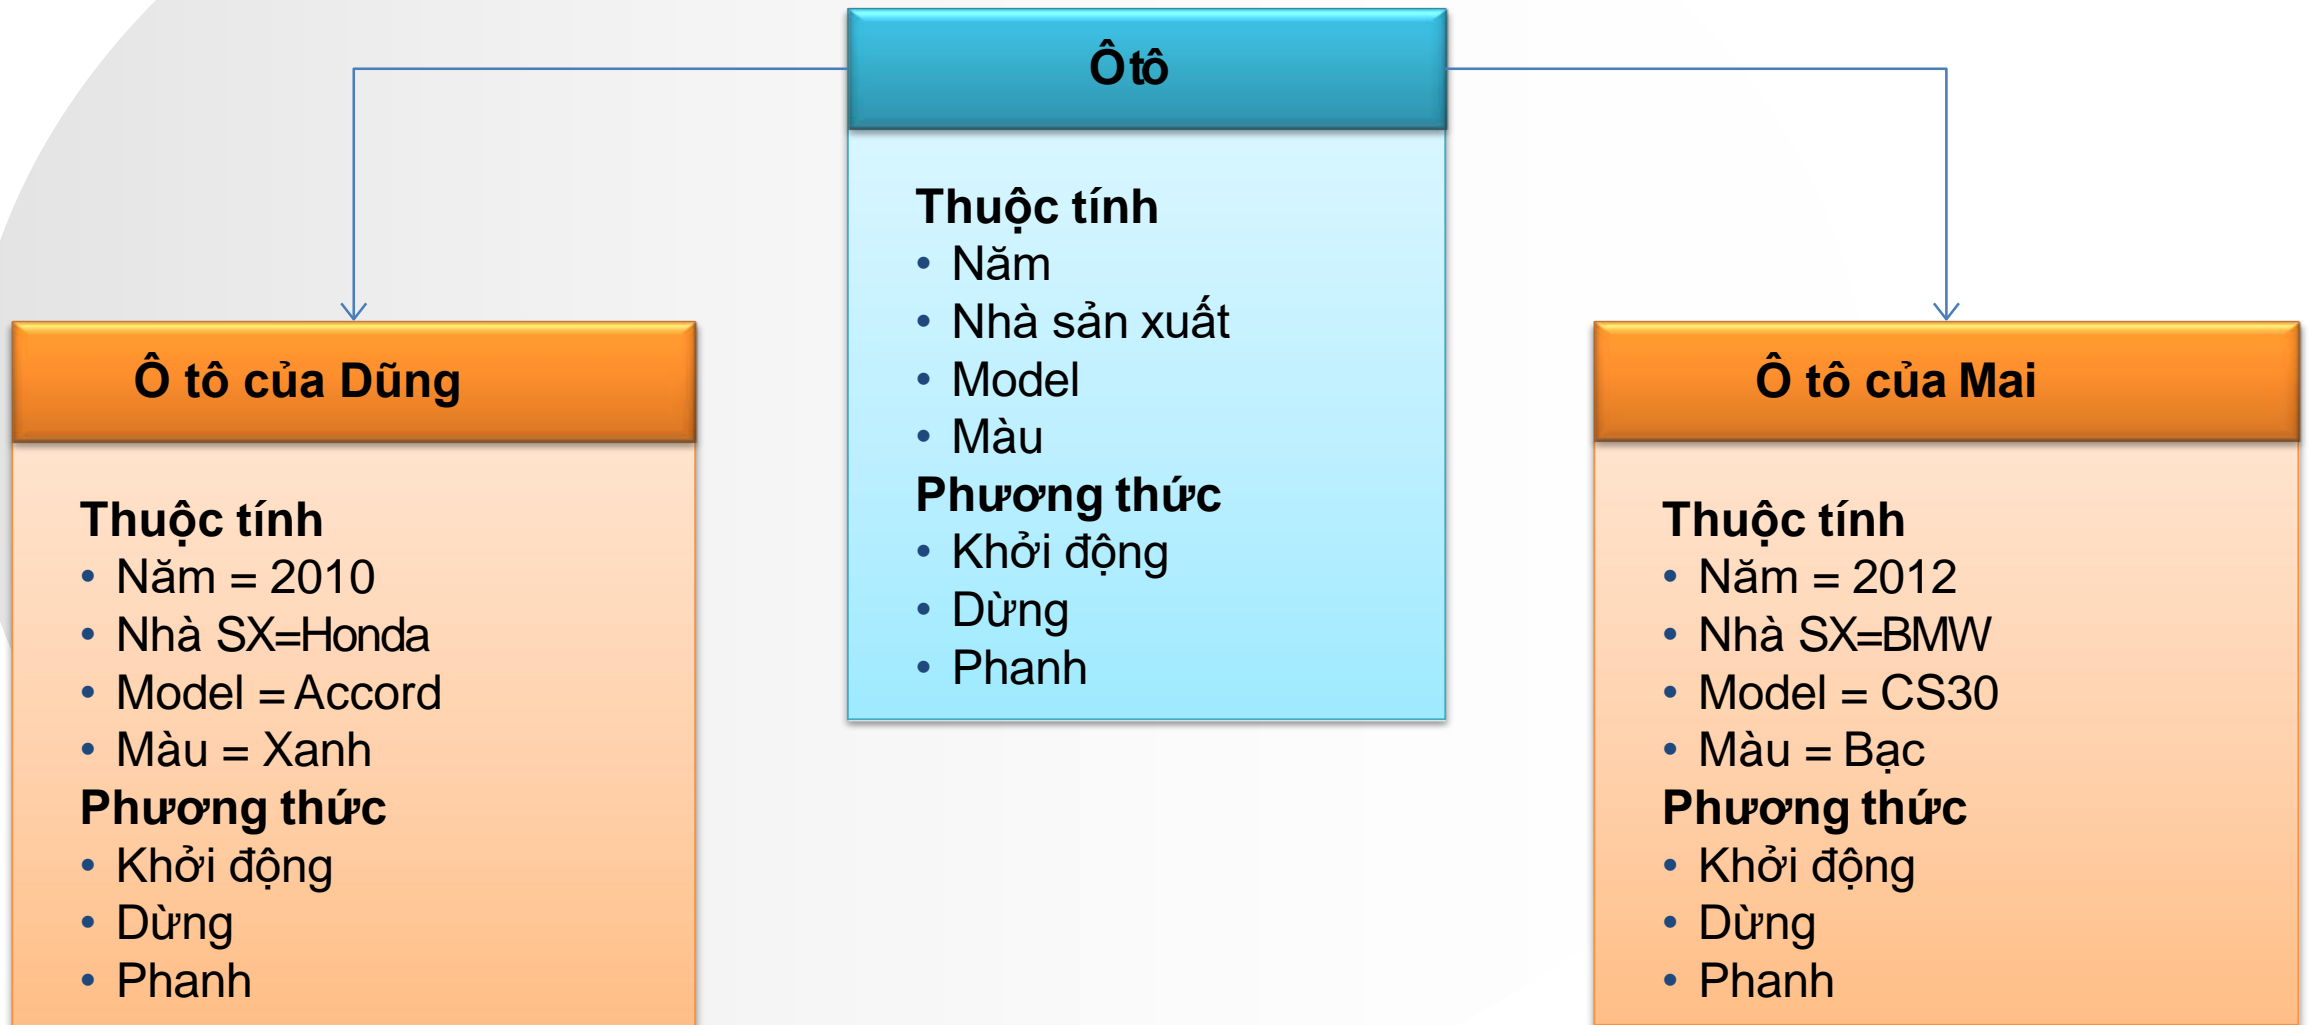 Ô tô
Thuộc tính
• Năm
• Nhà sản xuất
• Model
• Màu
Phương thức
• Khởi động
• Dừng
• Phanh
Ô tô của Dũng
Thuộc tính
• Năm = 2010
• Nhà SX=Honda
• Model = Accord
• Màu = Xanh
Phương thức
• Khởi động
• Dừng
• Phanh
Ô tô của Mai
Thuộc tính
• Năm = 2012
• Nhà SX=BMW
• Model = CS30
• Màu = Bạc
Phương thức
• Khởi động
• Dừng
• Phanh